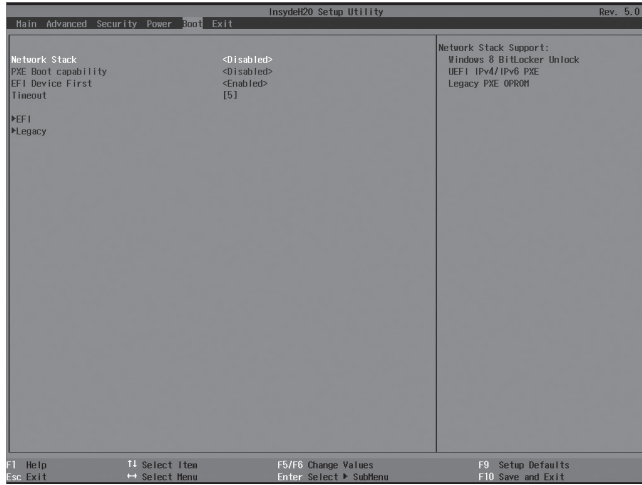 InsydeH20 Setup Utility Rev. 5.0
Main Advanced Security Power Boot Exit
Network Stack <Disabled>
PXE Boot capability <Disabled>
EFI Device First <Enabled>
Timeout [5]
▶EFI
▶Legacy
Network Stack Support:
Windows 8 BitLocker Unlock
UEFI IPv4/IPv6 PXE
Legacy PXE OPROM
F1 Help ↑↓ Select Item F5/F6 Change Values F9 Setup Defaults
Esc Exit ↔ Select Menu Enter Select ▶ SubMenu F10 Save and Exit